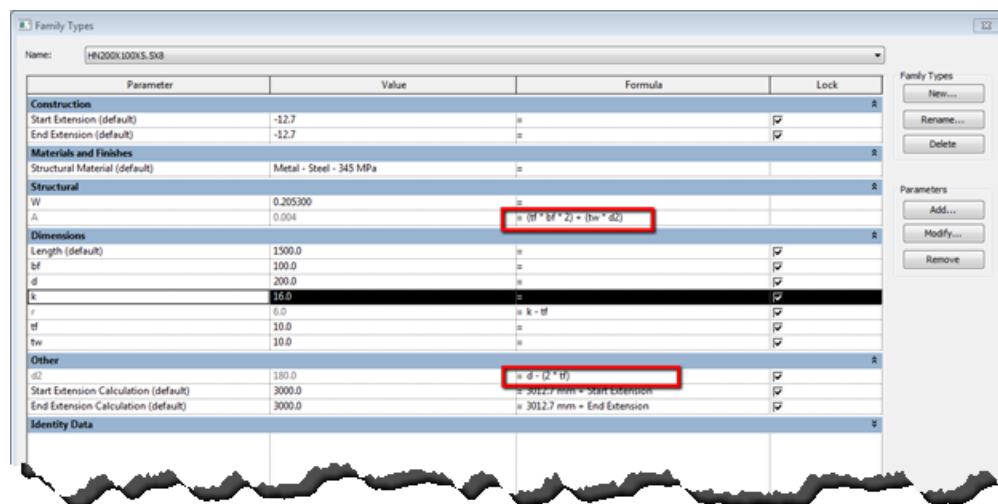 Family Types
Name: HN200X100X5.5X8
Parameter Value Formula Lock
Construction
Start Extension (default) -12.7 =
End Extension (default) -12.7 =
Materials and Finishes
Structural Material (default) Metal - Steel - 345 MPa =
Structural
W 0.205300 =
A 0.004 = (tf * bf * 2) + (tw * d2)
Dimensions
Length (default) 1500.0 =
bf 100.0 =
d 200.0 =
k 16.0 =
r 6.0 = k - tf
tf 10.0 =
tw 10.0 =
Other
d2 180.0 = d - (2 * tf)
Start Extension Calculation (default) 3000.0 = 3012.7 mm + Start Extension
End Extension Calculation (default) 3000.0 = 3012.7 mm + End Extension
Identity Data
Family Types
New...
Rename...
Delete
Parameters
Add...
Modify...
Remove